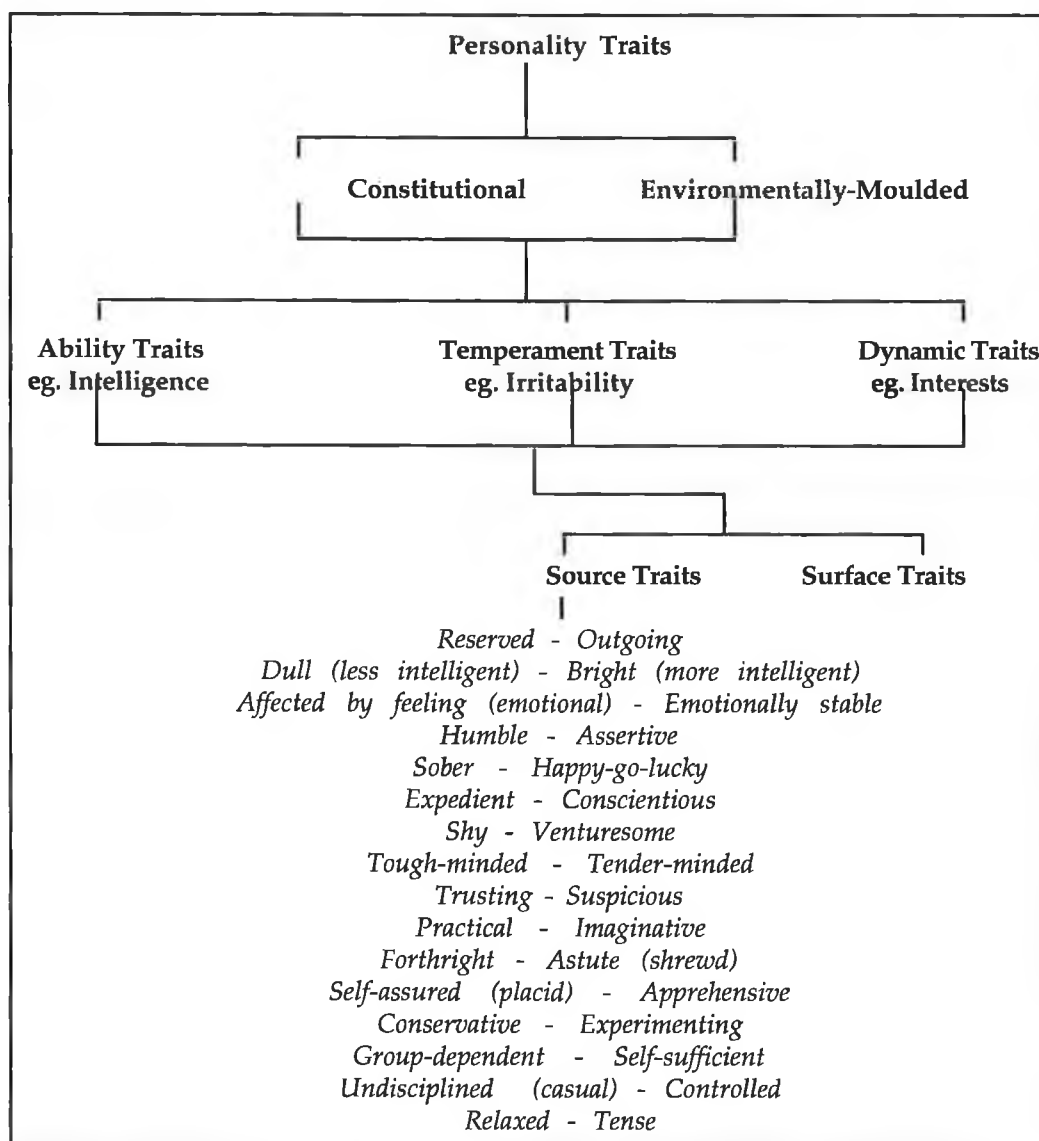 Personality Traits
Constitutional Environmentally-Moulded
Ability Traits Temperament Traits Dynamic Traits
eg. Intelligence eg. Irritability eg. Interests
Source Traits Surface Traits
Reserved - Outgoing
Dull (less intelligent) - Bright (more intelligent)
Affected by feeling (emotional) - Emotionally stable
Humble - Assertive
Sober - Happy-go-lucky
Expedient - Conscientious
Shy - Venturesome
Tough-minded - Tender-minded
Trusting - Suspicious
Practical - Imaginative
Forthright - Astute (shrewd)
Self-assured (placid) - Apprehensive
Conservative - Experimenting
Group-dependent - Self-sufficient
Undisciplined (casual) - Controlled
Relaxed - Tense